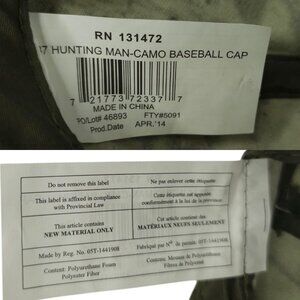 RN 131472
7 HUNTING MAN-CAMO BASEBALL CAP
7 21773 72337 7
MADE IN CHINA
PO/Lot# 46893 FTY#5091
Prod.Date APR.'14
Do not remove this label
Ne pas enlever cette étiquette
This label is affixed in compliance
with Provincial Law
Cette étiquette est apposée
conformément à la loi de la province
This article contains
NEW MATERIAL ONLY
Cet article contient des
MATÉRIAUX NEUFS SEULEMENT
Made by Reg. No. 05T-1441908
Fabriqué par No de permis: 05T-1441908
Content: Polyurethane Foam
Polyester Fiber
Contenu: Mousse de Polyuréthane
Fibres de Polyester